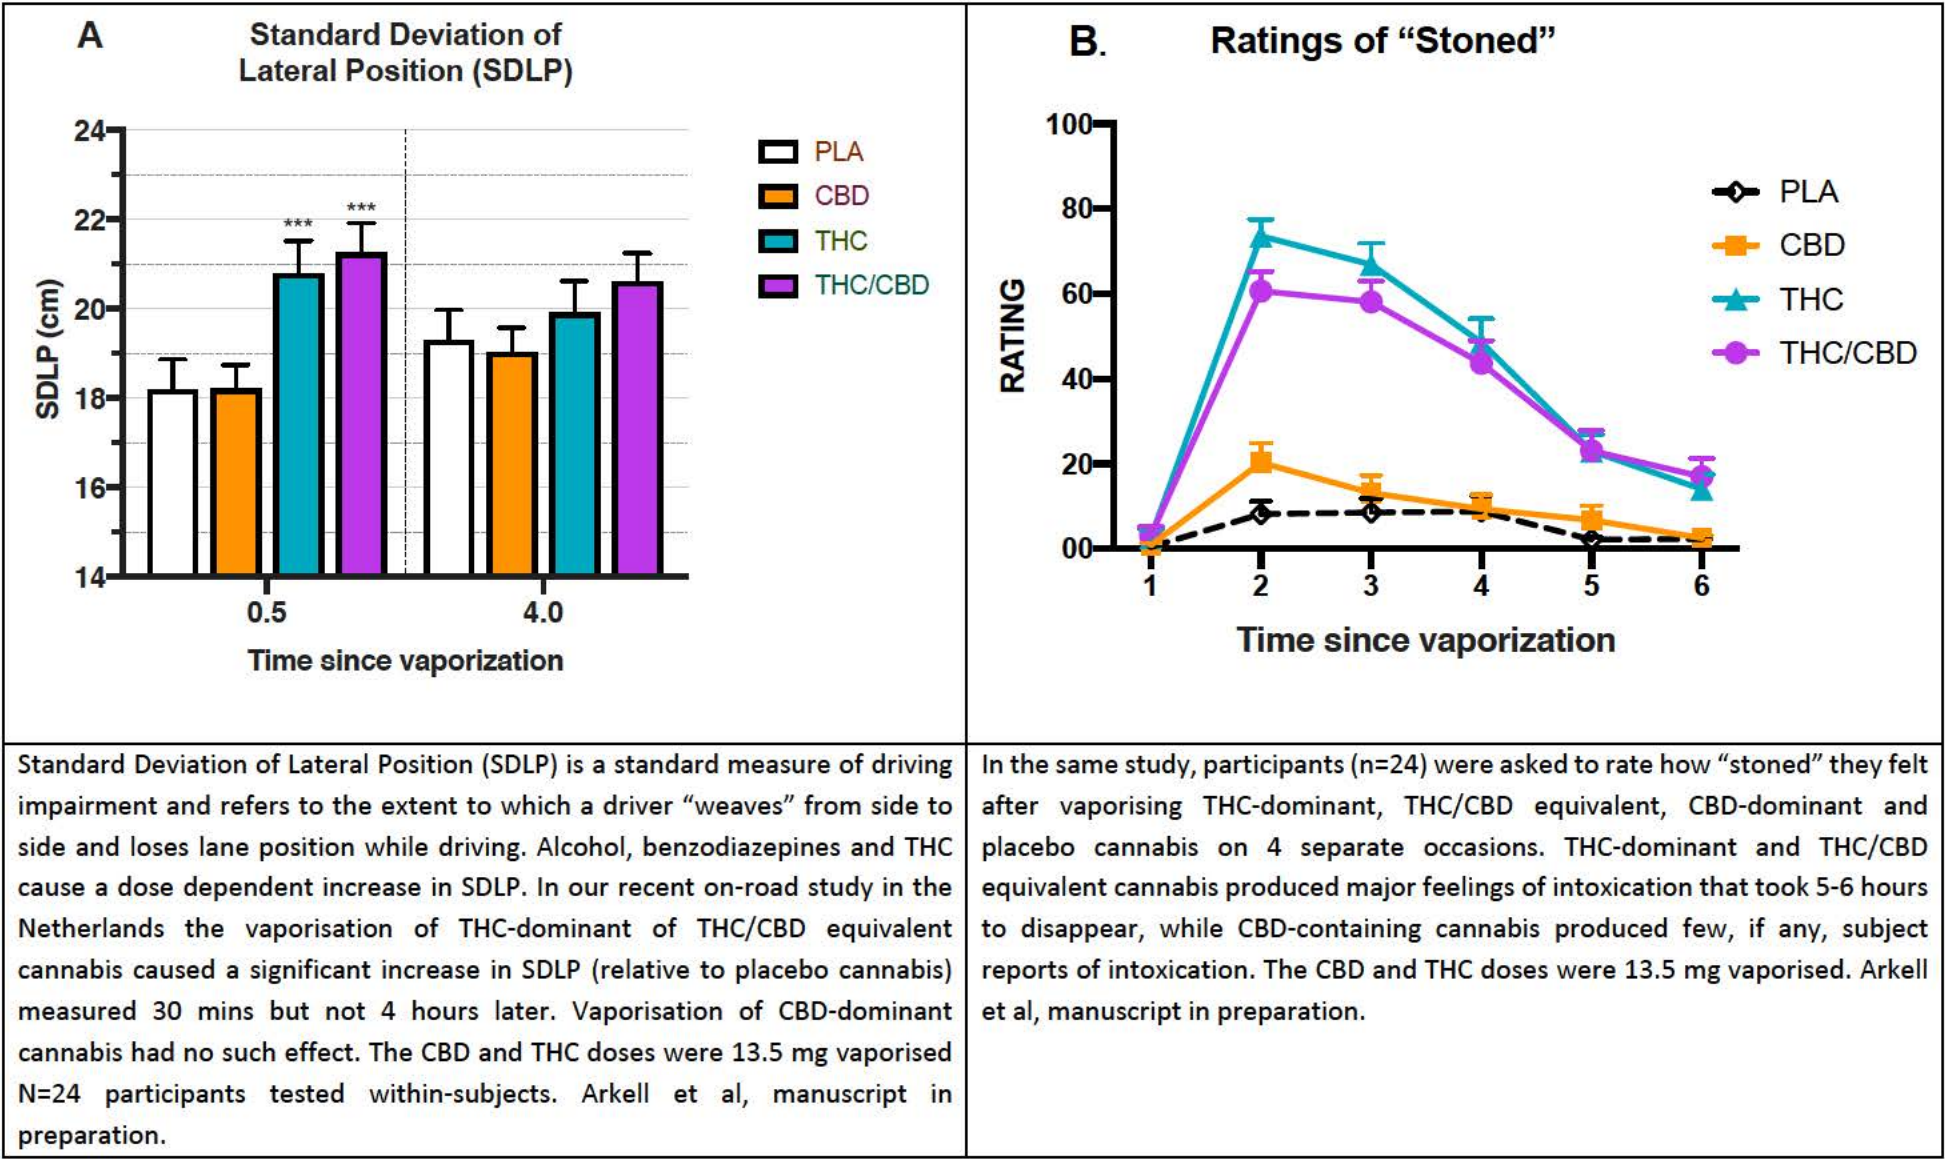 A
Standard Deviation of
Lateral Position (SDLP)
24
22
20
18
16
14
SDLP (cm)
***
***
PLA
CBD
THC
THC/CBD
0.5
4.0
Time since vaporization
B.
Ratings of “Stoned”
100
80
60
40
20
00
RATING
PLA
CBD
THC
THC/CBD
1
2
3
4
5
6
Time since vaporization
Standard Deviation of Lateral Position (SDLP) is a standard measure of driving
impairment and refers to the extent to which a driver “weaves” from side to
side and loses lane position while driving. Alcohol, benzodiazepines and THC
cause a dose dependent increase in SDLP. In our recent on-road study in the
Netherlands the vaporisation of THC-dominant of THC/CBD equivalent
cannabis caused a significant increase in SDLP (relative to placebo cannabis)
measured 30 mins but not 4 hours later. Vaporisation of CBD-dominant
cannabis had no such effect. The CBD and THC doses were 13.5 mg vaporised
N=24 participants tested within-subjects. Arkell et al, manuscript in
preparation.
In the same study, participants (n=24) were asked to rate how “stoned” they felt
after vaporising THC-dominant, THC/CBD equivalent, CBD-dominant and
placebo cannabis on 4 separate occasions. THC-dominant and THC/CBD
equivalent cannabis produced major feelings of intoxication that took 5-6 hours
to disappear, while CBD-containing cannabis produced few, if any, subject
reports of intoxication. The CBD and THC doses were 13.5 mg vaporised. Arkell
et al, manuscript in preparation.